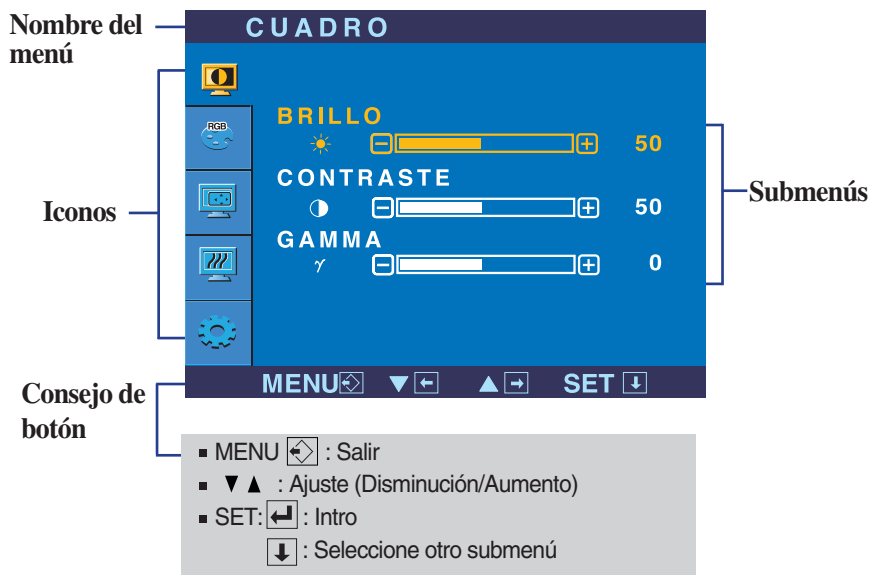 Nombre del
menú
CUADRO
RGB
BRILLO
50
CONTRASTE
50
GAMMA
γ
0
Iconos
Submenús
MENU ▼ ← ▲ → SET ↓
Consejo de
botón
▪ MENU : Salir
▪ ▼ ▲ : Ajuste (Disminución/Aumento)
▪ SET: ↵ : Intro
↓ : Seleccione otro submenú